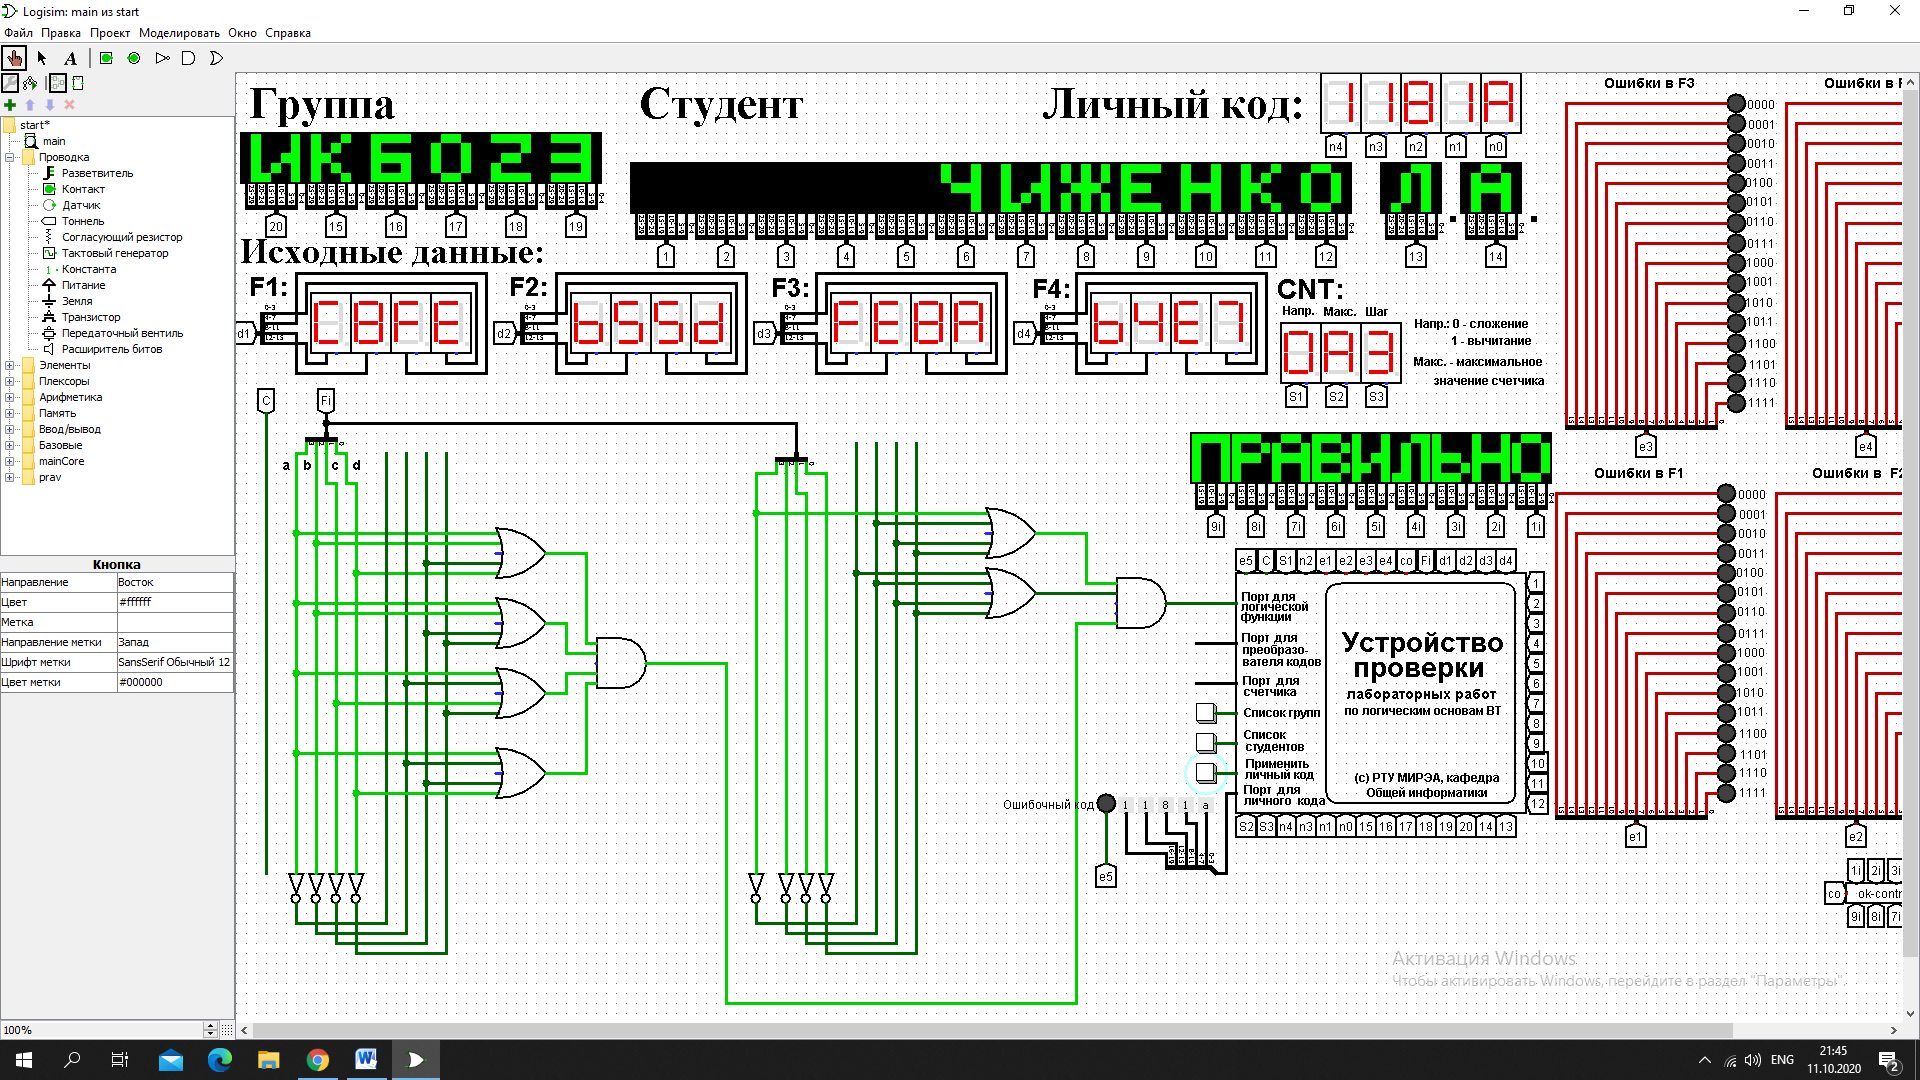 Logisim: main из start
Файл Правка Проект Моделировать Окно Справка
start*
main
Проводка
Разветвитель
Контакт
Датчик
Тоннель
Согласующий резистор
Тактовый генератор
Константа
Питание
Земля
Транзистор
Передаточный вентиль
Расширитель битов
Элементы
Плексоры
Арифметика
Память
Ввод/вывод
Базовые
mainCore
prav
Кнопка
Направление Восток
Цвет #ffffff
Метка
Направление метки Запад
Шрифт метки SansSerif Обычный 12
Цвет метки #000000
100%
Группа Студент Личный код: 1181A
n4 n3 n2 n1 n0
ИКБО23
ЧИЖЕНКО Л . А .
20 15 16 17 18 19
1 2 3 4 5 6 7 8 9 10 11 12 13 14
Исходные данные:
F1: F2: F3: F4: CNT:
d1 d2 d3 d4
Напр. Макс. Шаг
0A3
S1 S2 S3
Напр.: 0 - сложение
1 - вычитание
Макс. - максимальное
значение счетчика
C Fi
a b c d
ПРАВИЛЬНО
9i 8i 7i 6i 5i 4i 3i 2i 1i
e5 C S1 n2 e1 e2 e3 e4 co Fi d1 d2 d3 d4
Порт для
логической
функции
Порт для
преобразо-
вателя кодов
Порт для
счетчика
Список групп
Список
студентов
Применить
личный код
Порт для
личного кода
Устройство
проверки
лабораторных работ
по логическим основам ВТ
(с) РТУ МИРЭА, кафедра
Общей информатики
1
2
3
4
5
6
7
8
9
10
11
12
S2 S3 n4 n3 n1 n0 15 16 17 18 19 20 14 13
Ошибочный код 1 1 8 1 a
e5
Ошибки в F3
0000
0001
0010
0011
0100
0101
0110
0111
1000
1001
1010
1011
1100
1101
1110
1111
e3
e4
Ошибки в F1
0000
0001
0010
0011
0100
0101
0110
0111
1000
1001
1010
1011
1100
1101
1110
1111
e1
e2
1i 2i 3i
co ok-contr
9i 8i 7i
Активация Windows
Чтобы активировать Windows, перейдите в раздел "Параметры".
ENG
21:45
11.10.2020
2